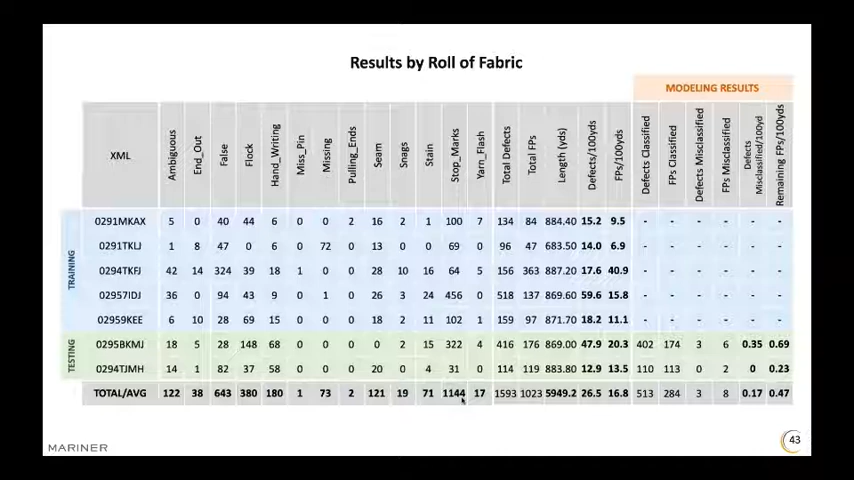 Results by Roll of Fabric
MODELING RESULTS
XML Ambiguous End_Out False Flock Hand_Writing Miss_Pin Missing Pulling_Ends Seam Snags Stain Stop_Marks Yarn_Flash Total Defects Total FPs Length (yds) Defects/100yds FPs/100yds Defects Classified FPs Classified Defects Misclassified FPs Misclassified Defects Misclassified/100yd Remaining FPs/100yds
TRAINING
0291MKAX 5 0 40 44 6 0 0 2 16 2 1 100 7 134 84 884.40 15.2 9.5 - - - - - -
0291TKLJ 1 8 47 0 6 0 72 0 13 0 0 69 0 96 47 683.50 14.0 6.9 - - - - - -
0294TKFJ 42 14 324 39 18 1 0 0 28 10 16 64 5 156 363 887.20 17.6 40.9 - - - - - -
02957IDJ 36 0 94 43 9 0 1 0 26 3 24 456 0 518 137 869.60 59.6 15.8 - - - - - -
02959KEE 6 10 28 69 15 0 0 0 18 2 11 102 1 159 97 871.70 18.2 11.1 - - - - - -
TESTING
0295BKMJ 18 5 28 148 68 0 0 0 0 2 15 322 4 416 176 869.00 47.9 20.3 402 174 3 6 0.35 0.69
0294TJMH 14 1 82 37 58 0 0 0 20 0 4 31 0 114 119 883.80 12.9 13.5 110 113 0 2 0 0.23
TOTAL/AVG 122 38 643 380 180 1 73 2 121 19 71 1144 17 1593 1023 5949.2 26.5 16.8 513 284 3 8 0.17 0.47
MARINER
43